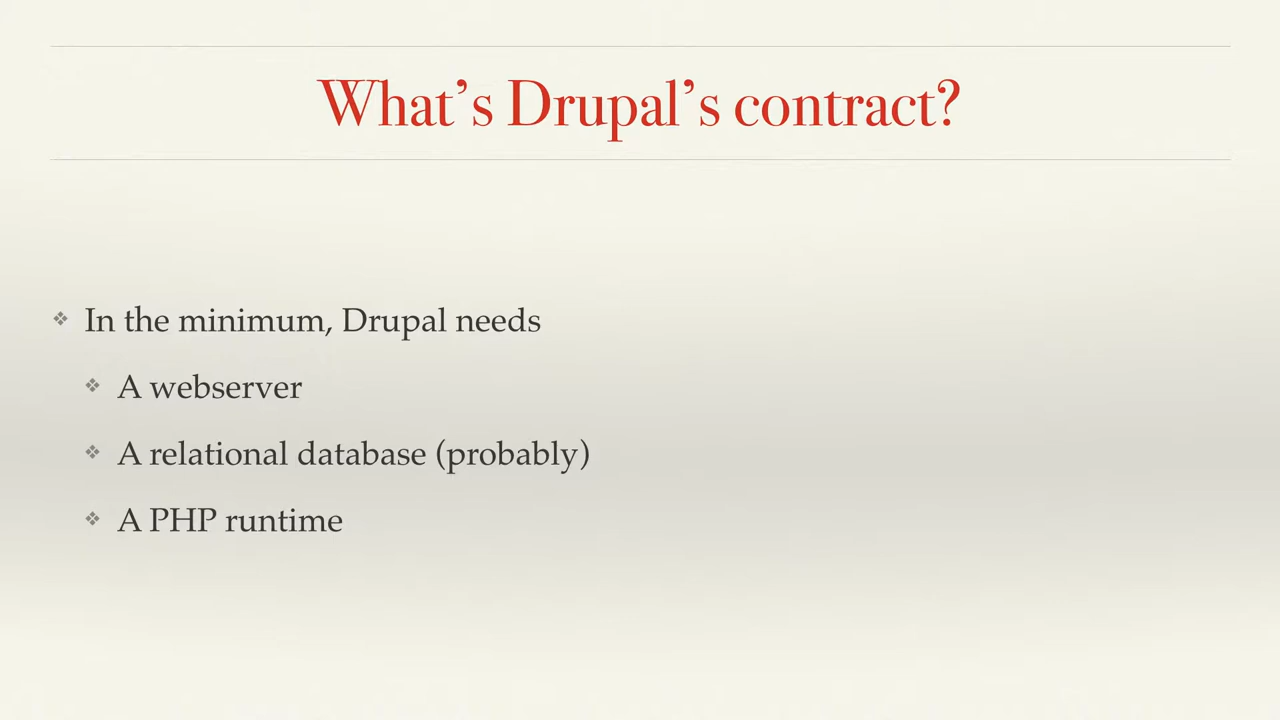 What’s Drupal’s contract?
In the minimum, Drupal needs
A webserver
A relational database (probably)
A PHP runtime